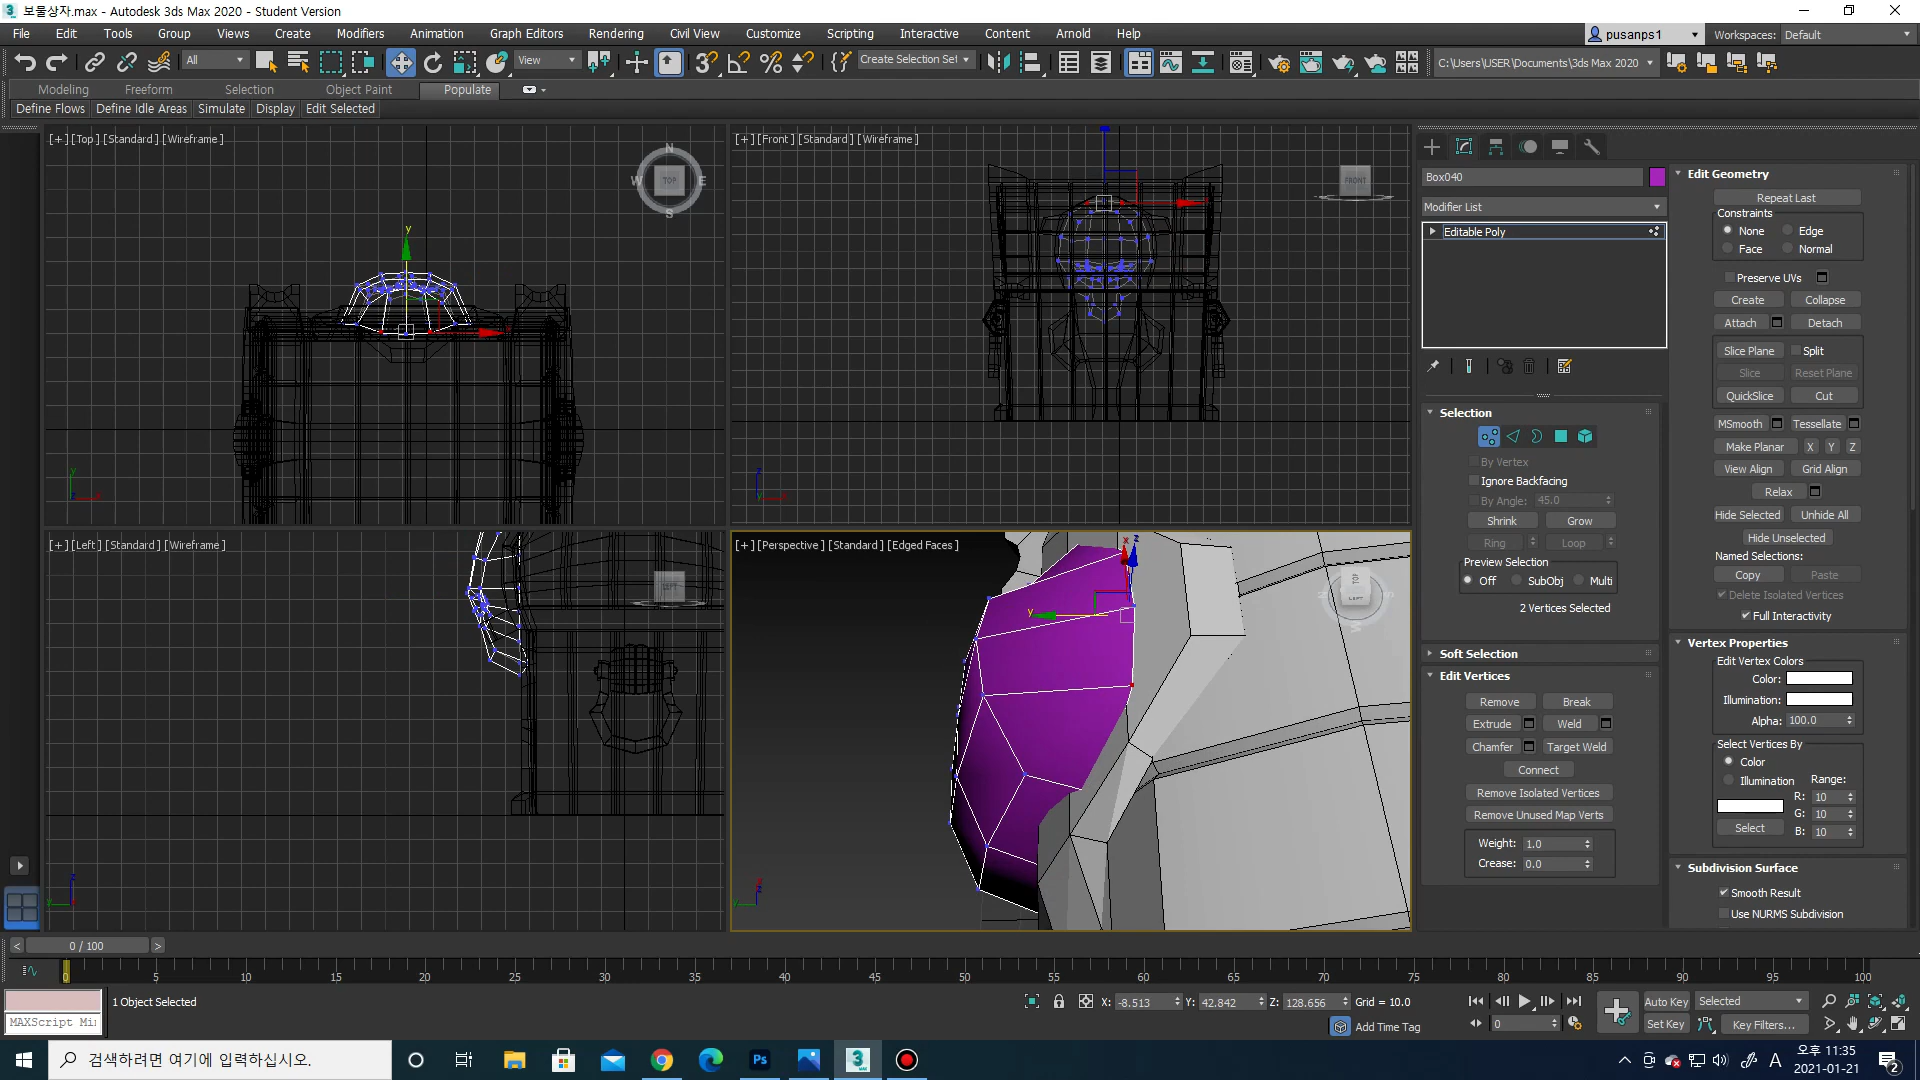 보물상자.max - Autodesk 3ds Max 2020 - Student Version
File Edit Tools Group Views Create Modifiers Animation Graph Editors Rendering Civil View Customize Scripting Interactive Content Arnold Help
pusanps1 Workspaces: Default
All View Create Selection Set C:\Users\USER\Documents\3ds Max 2020
Modeling Freeform Selection Object Paint Populate
Define Flows Define Idle Areas Simulate Display Edit Selected
[+] [Top] [Standard] [Wireframe]
N
W TOP E
S
y
[+] [Front] [Standard] [Wireframe]
FRONT
[+] [Left] [Standard] [Wireframe]
LEFT
[+] [Perspective] [Standard] [Edged Faces]
x z
y
TOP
LEFT
Box040
Modifier List
Editable Poly
Selection
By Vertex
Ignore Backfacing
By Angle: 45.0
Shrink Grow
Ring Loop
Preview Selection
Off SubObj Multi
2 Vertices Selected
Soft Selection
Edit Vertices
Remove Break
Extrude Weld
Chamfer Target Weld
Connect
Remove Isolated Vertices
Remove Unused Map Verts
Weight: 1.0
Crease: 0.0
Edit Geometry
Repeat Last
Constraints
None Edge
Face Normal
Preserve UVs
Create Collapse
Attach Detach
Slice Plane Split
Slice Reset Plane
QuickSlice Cut
MSmooth Tessellate
Make Planar X Y Z
View Align Grid Align
Relax
Hide Selected Unhide All
Hide Unselected
Named Selections:
Copy Paste
Delete Isolated Vertices
Full Interactivity
Vertex Properties
Edit Vertex Colors
Color:
Illumination:
Alpha: 100.0
Select Vertices By
Color
Illumination Range:
R: 10
G: 10
Select B: 10
Subdivision Surface
Smooth Result
Use NURMS Subdivision
< 0 / 100 >
0 5 10 15 20 25 30 35 40 45 50 55 60 65 70 75 80 85 90 95 100
1 Object Selected X: -8.513 Y: 42.842 Z: 128.656 Grid = 10.0 Auto Key Selected
MAXScript Mi Add Time Tag 0 Set Key Key Filters...
검색하려면 여기에 입력하십시오.
Ps 3 MAX A 오후 11:35
2021-01-21 2